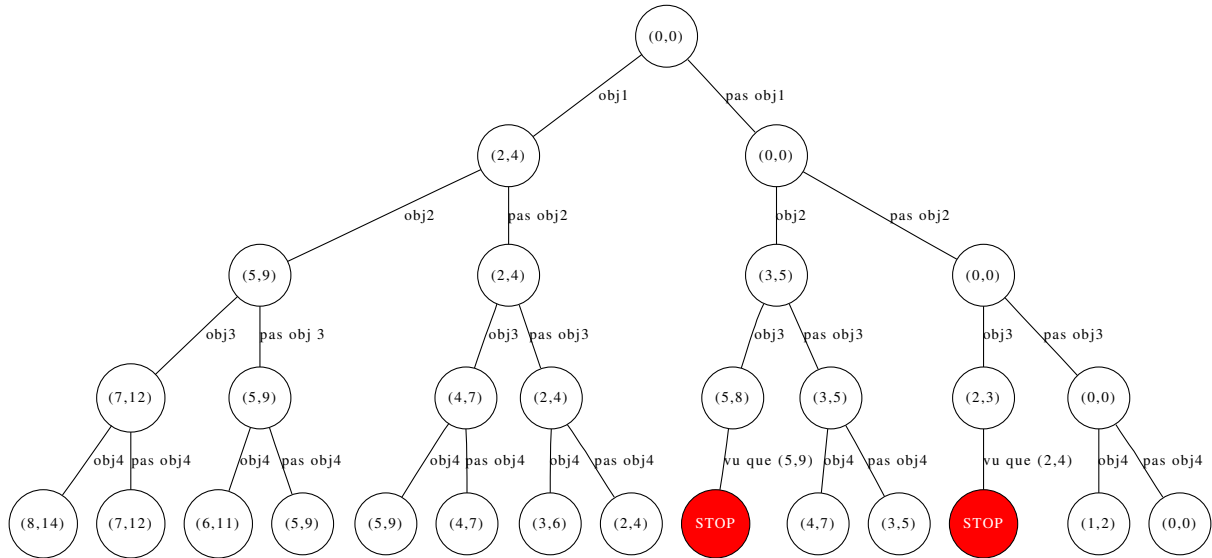 (0,0)
obj1 pas obj1
(2,4) (0,0)
obj2 pas obj2 obj2 pas obj2
(5,9) (2,4) (3,5) (0,0)
obj3 pas obj 3 obj3 pas obj3 obj3 pas obj3 obj3 pas obj3
(7,12) (5,9) (4,7) (2,4) (5,8) (3,5) (2,3) (0,0)
obj4 pas obj4 obj4 pas obj4 obj4 pas obj4 obj4 pas obj4 vu que (5,9) obj4 pas obj4 vu que (2,4) obj4 pas obj4
(8,14) (7,12) (6,11) (5,9) (5,9) (4,7) (3,6) (2,4) STOP (4,7) (3,5) STOP (1,2) (0,0)